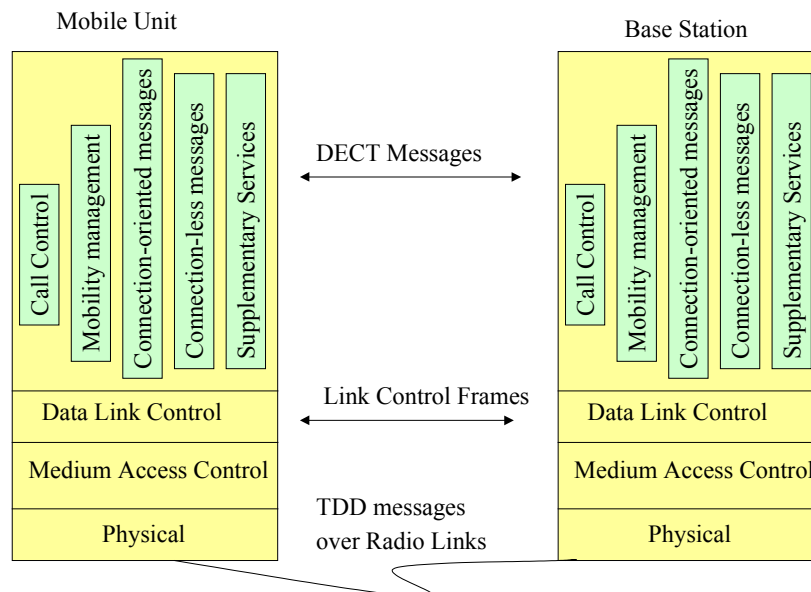 Mobile Unit
Base Station
Call Control
Mobility management
Connection-oriented messages
Connection-less messages
Supplementary Services
DECT Messages
Call Control
Mobility management
Connection-oriented messages
Connection-less messages
Supplementary Services
Data Link Control
Link Control Frames
Data Link Control
Medium Access Control
Medium Access Control
TDD messages
over Radio Links
Physical
Physical